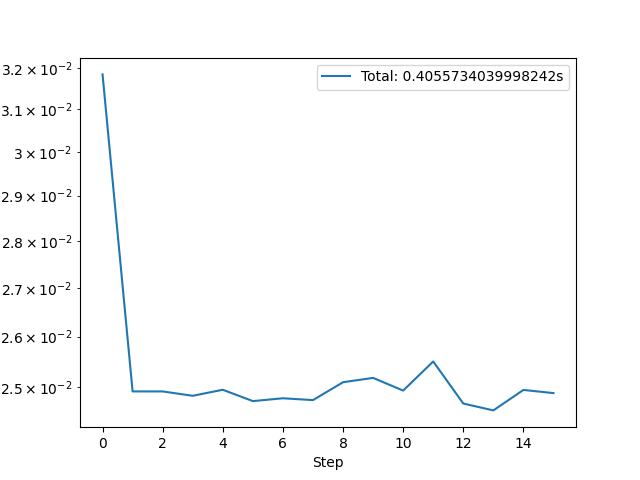 3.2 × 10⁻²
3.1 × 10⁻²
3 × 10⁻²
2.9 × 10⁻²
2.8 × 10⁻²
2.7 × 10⁻²
2.6 × 10⁻²
2.5 × 10⁻²
Total: 0.4055734039998242s
0 2 4 6 8 10 12 14
Step